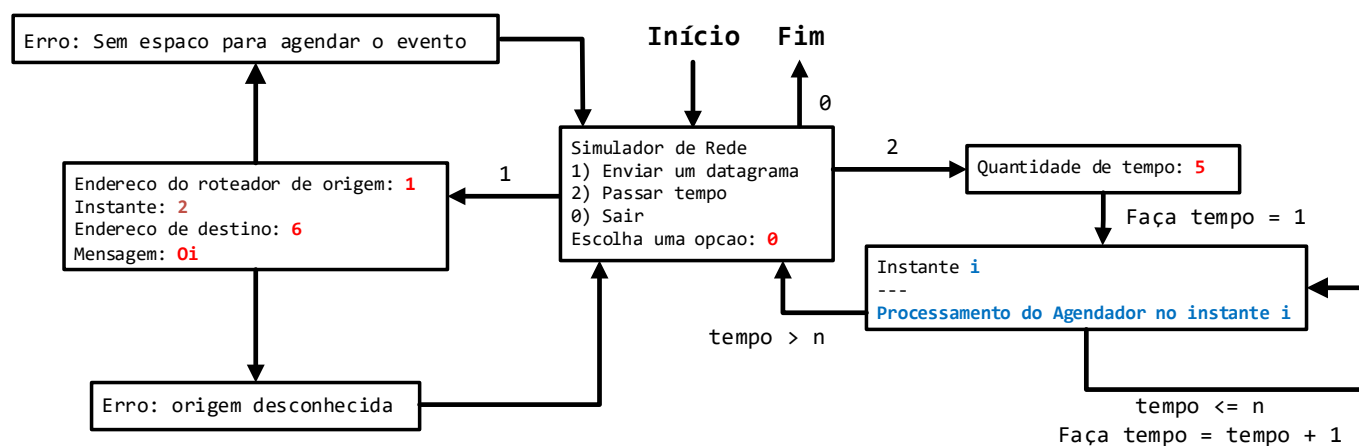 Erro: Sem espaco para agendar o evento
Início Fim
0
Simulador de Rede
1) Enviar um datagrama
2) Passar tempo
0) Sair
Escolha uma opcao: 0
1
2
Endereco do roteador de origem: 1
Instante: 2
Endereco de destino: 6
Mensagem: Oi
Quantidade de tempo: 5
Faça tempo = 1
Instante i
---
Processamento do Agendador no instante i
tempo > n
Erro: origem desconhecida
tempo <= n
Faça tempo = tempo + 1